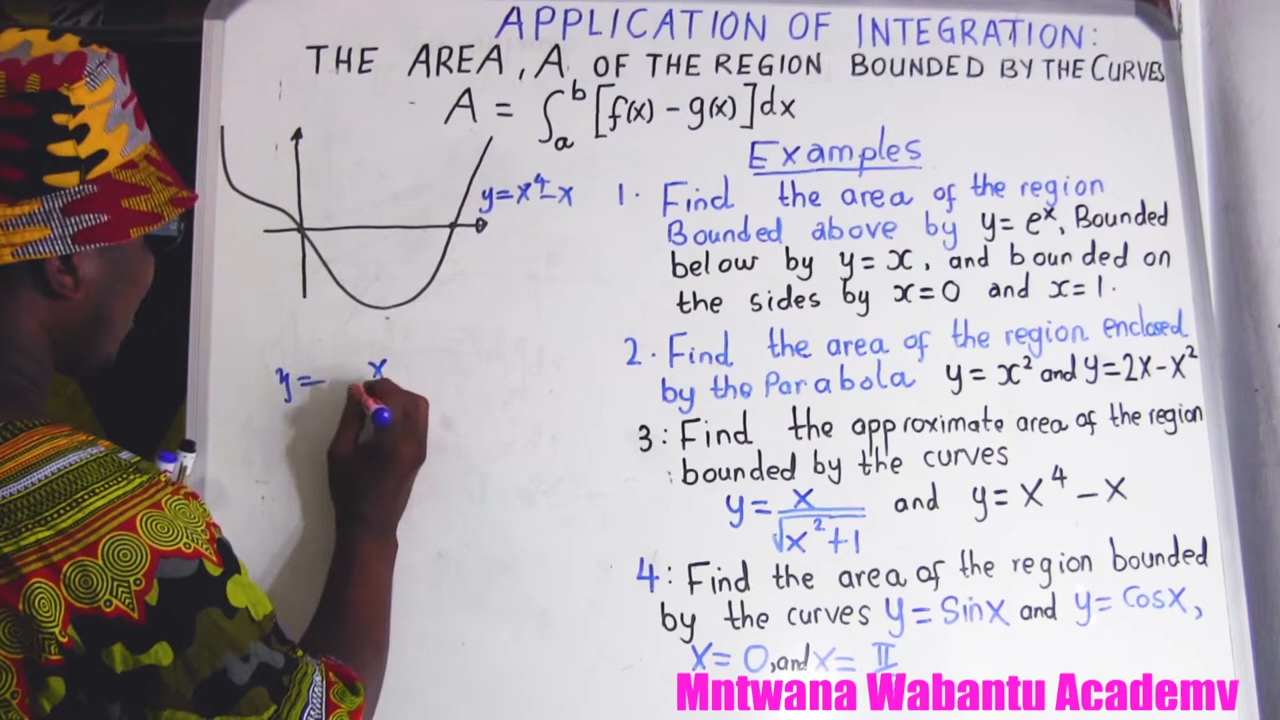 APPLICATION OF INTEGRATION:
THE AREA, A, OF THE REGION BOUNDED BY THE CURVES
A = ∫_a^b [f(x) - g(x)]dx
y=x⁴-x
y= x
Examples
1. Find the area of the region
Bounded above by y= eˣ, Bounded
below by y=x, and bounded on
the sides by x=0 and x=1.
2. Find the area of the region enclosed
by the Parabola y=x² and y=2x-x²
3: Find the approximate area of the region
: bounded by the curves
y= x/√x²+1 and y=x⁴-x
4: Find the area of the region bounded
by the curves y=Sinx and y=Cosx,
x=0, and x= II
Mntwana Wabantu Academy